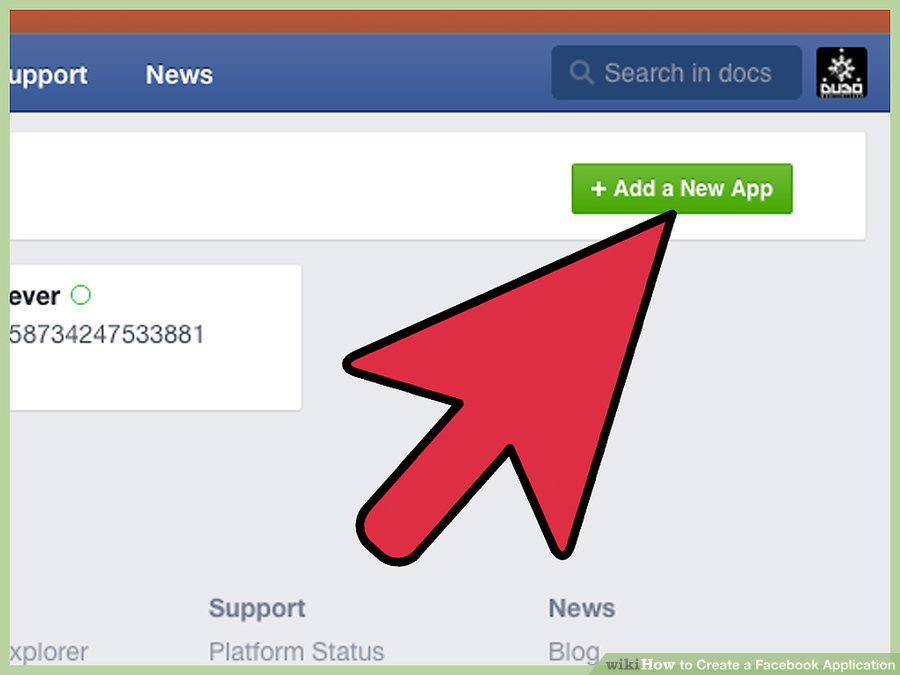 upport
News
Search in docs
+ Add a New App
ever
58734247533881
Support
News
xplorer
Platform Status
Blog
wikiHow to Create a Facebook Application